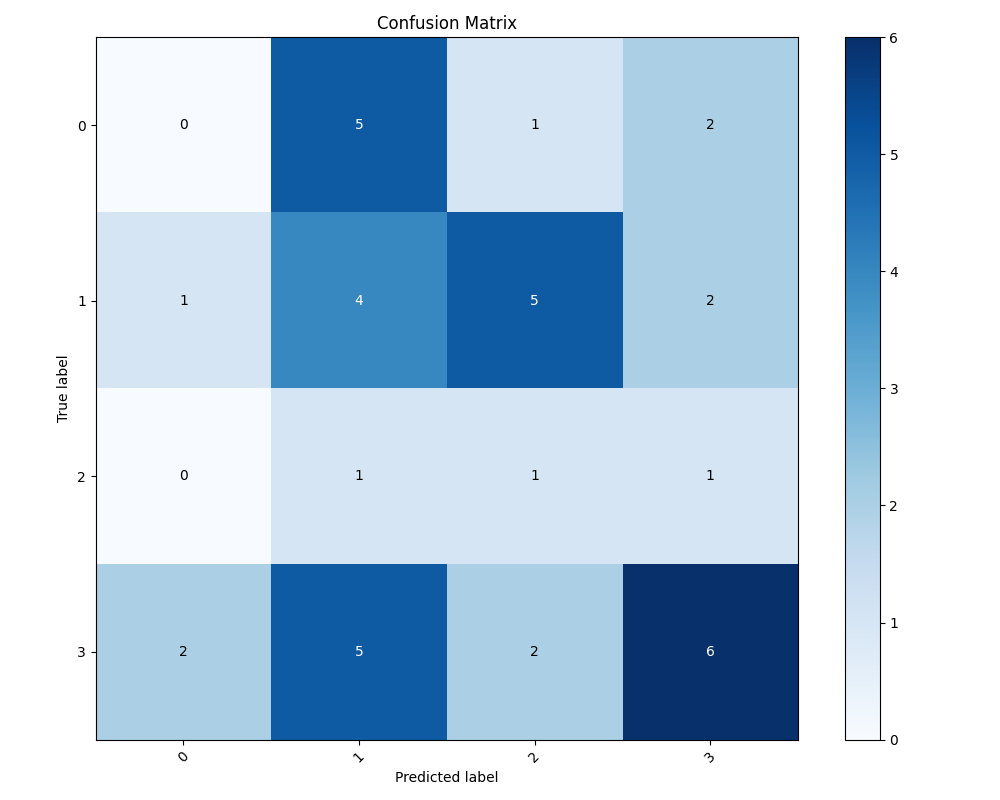 Confusion Matrix
0 0 5 1 2
1 1 4 5 2
2 0 1 1 1
3 2 5 2 6
0 1 2 3
True label
Predicted label
6
5
4
3
2
1
0